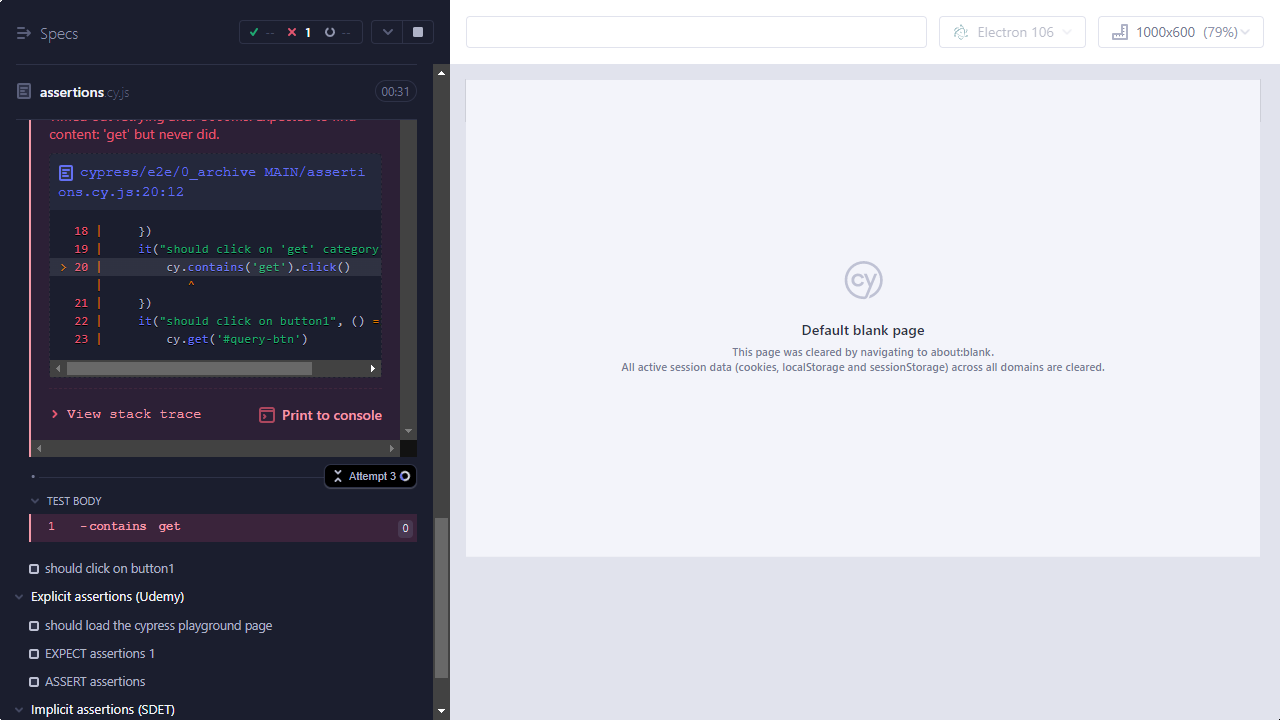 Specs
-- 1 --
Electron 106
1000x600 (79%)
assertions.cy.js
00:31
content: 'get' but never did.
cypress/e2e/0_archive MAIN/asserti
ons.cy.js:20:12
18 | })
19 | it("should click on 'get' category
> 20 | cy.contains('get').click()
| ^
21 | })
22 | it("should click on button1", () =
23 | cy.get('#query-btn')
View stack trace
Print to console
Attempt 3
TEST BODY
1 -contains get 0
should click on button1
Explicit assertions (Udemy)
should load the cypress playground page
EXPECT assertions 1
ASSERT assertions
Implicit assertions (SDET)
cy
Default blank page
This page was cleared by navigating to about:blank.
All active session data (cookies, localStorage and sessionStorage) across all domains are cleared.